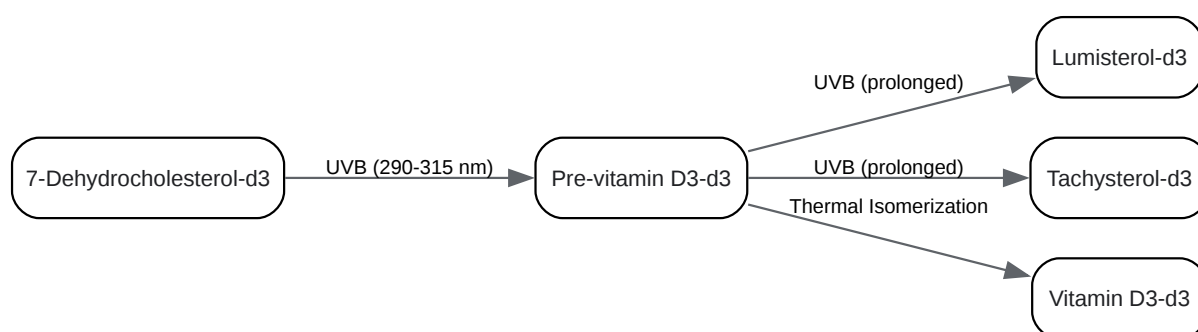 Lumisterol-d3
UVB (prolonged)
7-Dehydrocholesterol-d3
UVB (290-315 nm)
Pre-vitamin D3-d3
UVB (prolonged)
Tachysterol-d3
Thermal Isomerization
Vitamin D3-d3